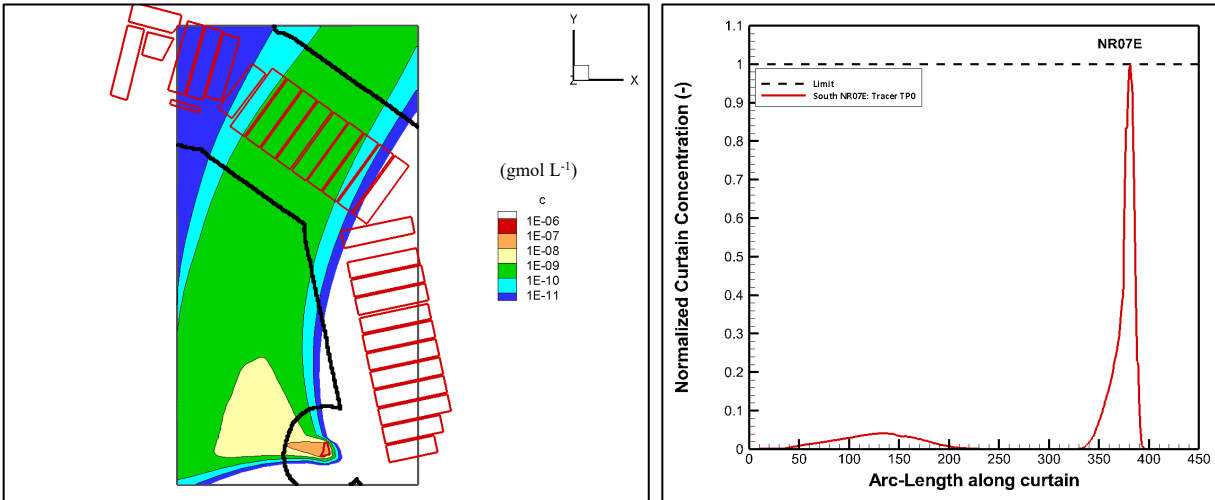 Y
Z
X
(gmol L-1)
c
1E-06
1E-07
1E-08
1E-09
1E-10
1E-11
1.1
1
0.9
0.8
0.7
0.6
0.5
0.4
0.3
0.2
0.1
0
Normalized Curtain Concentration (-)
NR07E
Limit
South NR07E: Tracer TP0
0
50
100
150
200
250
300
350
400
450
Arc-Length along curtain